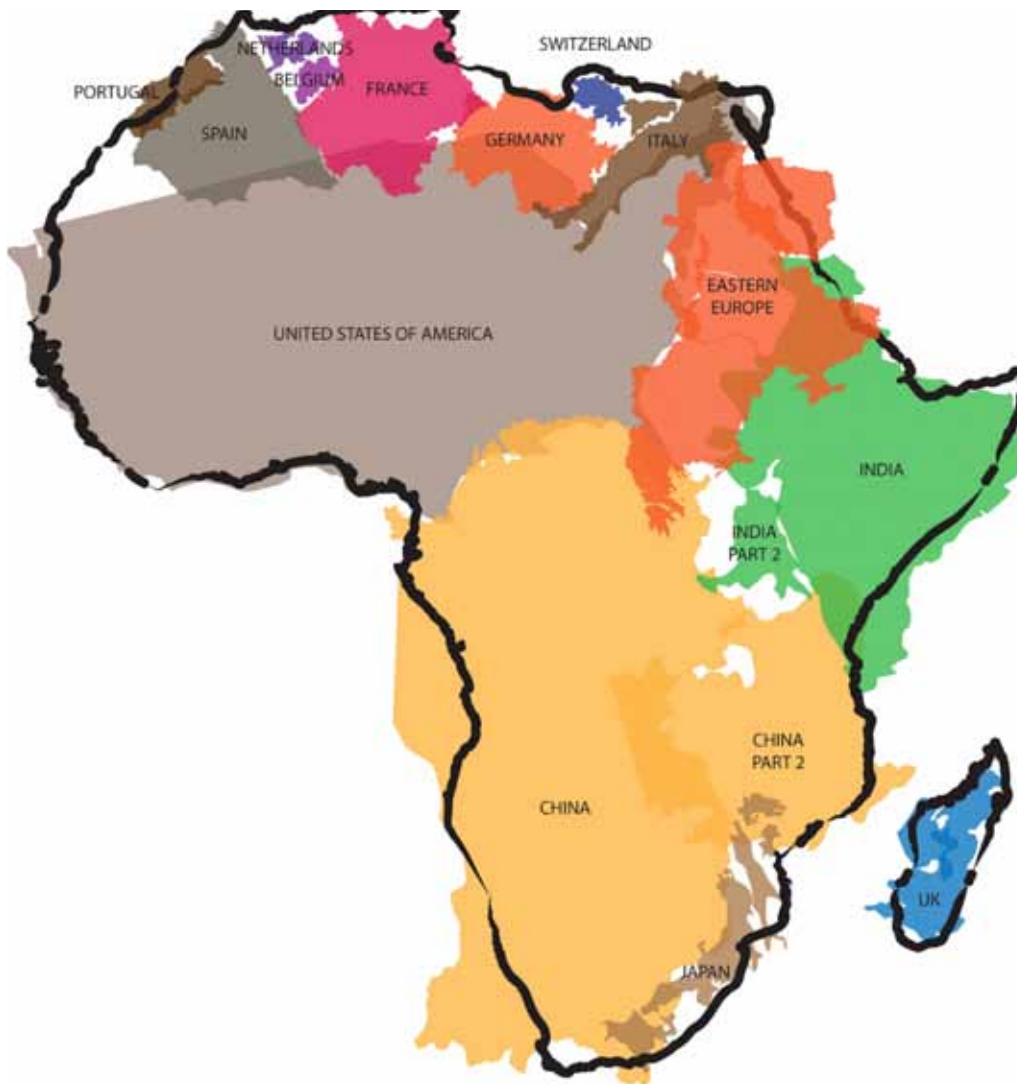 SWITZERLAND
NETHERLANDS
BELGIUM
PORTUGAL
FRANCE
SPAIN
GERMANY
ITALY
EASTERN
EUROPE
UNITED STATES OF AMERICA
INDIA
INDIA
PART 2
CHINA
PART 2
CHINA
UK
JAPAN